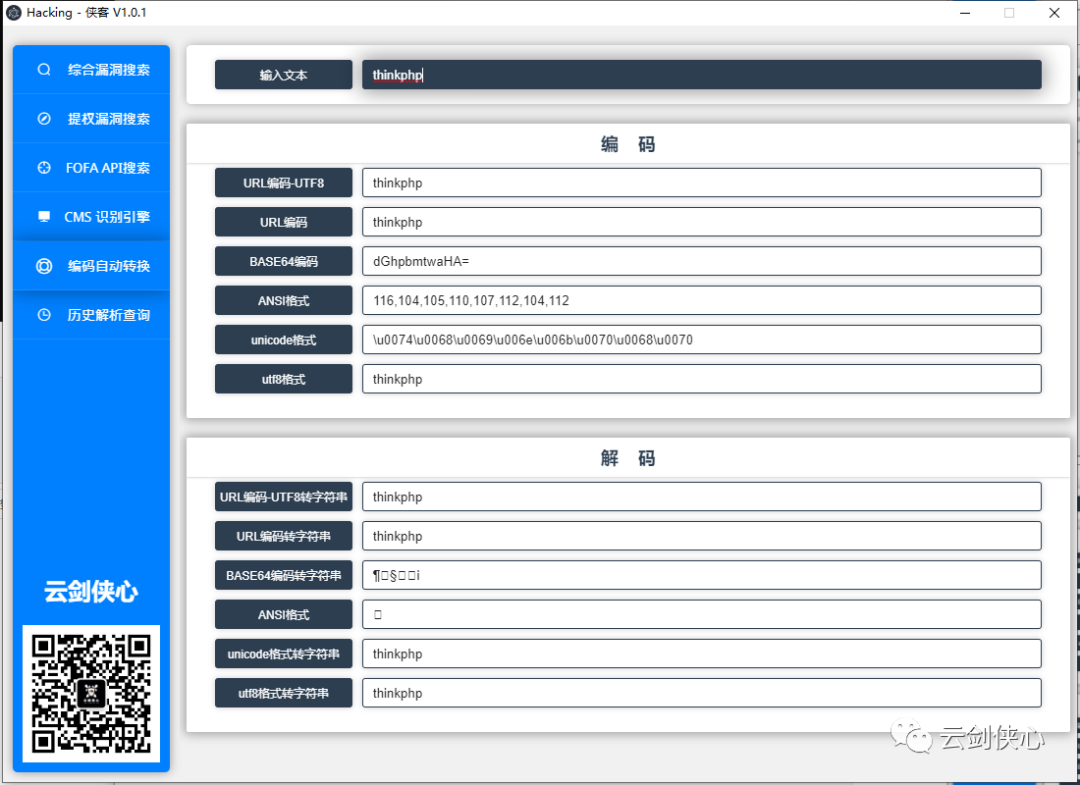 Hacking - 侠客 V1.0.1
综合漏洞搜索
提权漏洞搜索
FOFA API搜索
CMS 识别引擎
编码自动转换
历史解析查询
云剑侠心
输入文本 thinkphp
编 码
URL编码-UTF8 thinkphp
URL编码 thinkphp
BASE64编码 dGhpbmtwaHA=
ANSI格式 116,104,105,110,107,112,104,112
unicode格式 \u0074\u0068\u0069\u006e\u006b\u0070\u0068\u0070
utf8格式 thinkphp
解 码
URL编码-UTF8转字符串 thinkphp
URL编码转字符串 thinkphp
BASE64编码转字符串 ¶□§□□i
ANSI格式 □
unicode格式转字符串 thinkphp
utf8格式转字符串 thinkphp
云剑侠心